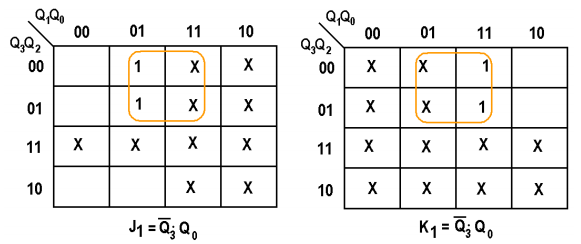 Q1Q0
Q3Q2 00 01 11 10
00 1 X X
01 1 X X
11 X X X X
10 X X
J1 = Q̅3· Q0
Q1Q0
Q3Q2 00 01 11 10
00 X X 1
01 X X 1
11 X X X X
10 X X X X
K1 = Q̅3· Q0